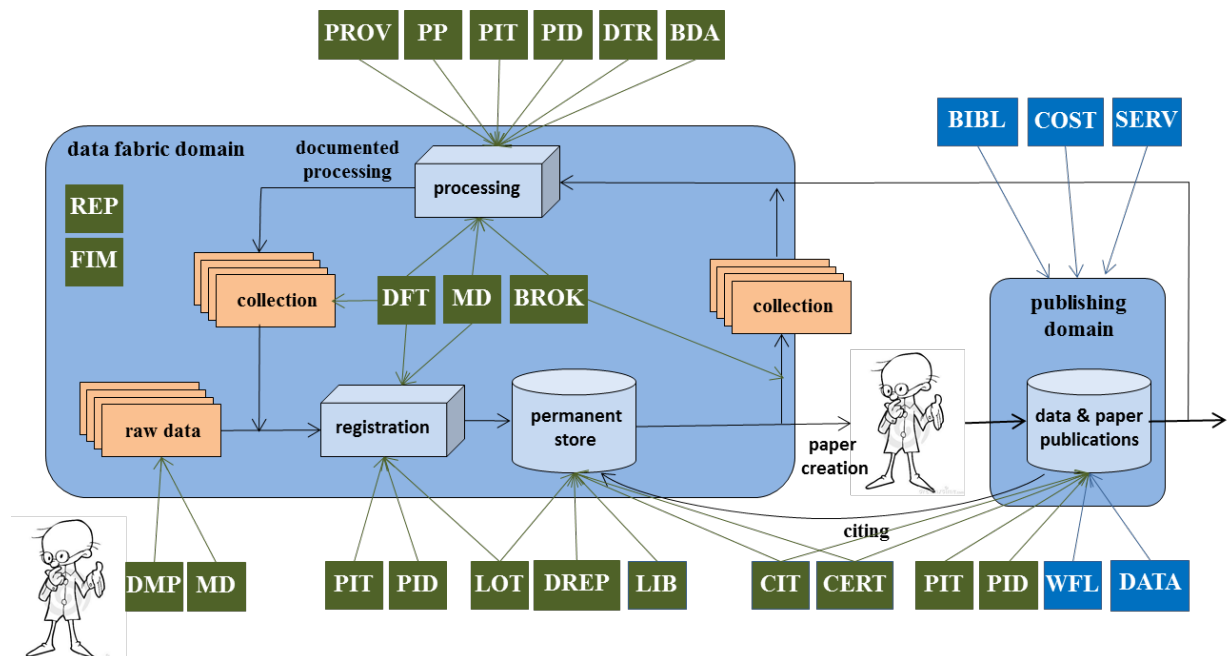 PROV PP PIT PID DTR BDA
BIBL COST SERV
data fabric domain
documented
processing
processing
REP
FIM
collection
DFT MD BROK
collection
publishing
domain
raw data
registration
permanent
store
paper
creation
data & paper
publications
citing
DMP MD
PIT PID LOT DREP LIB
CIT CERT PIT PID WFL DATA